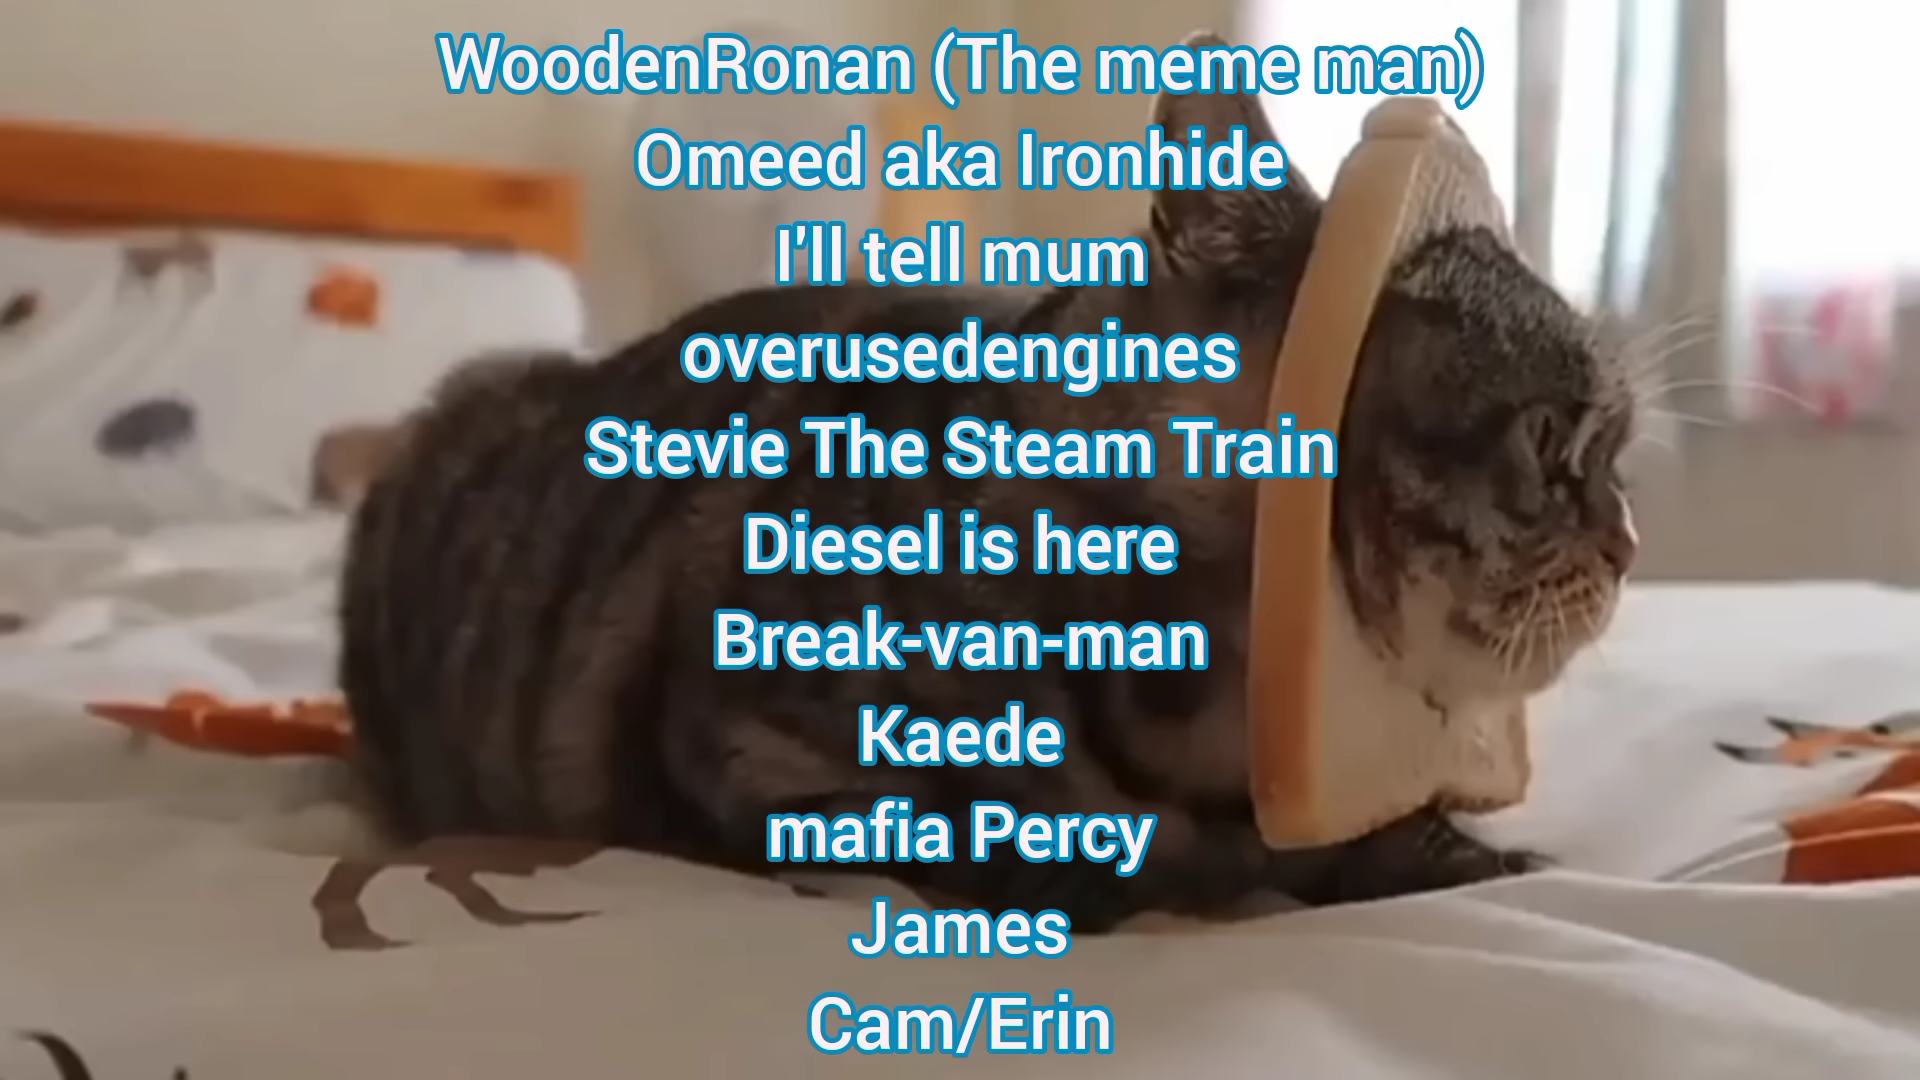 WoodenRonan (The meme man)
Omeed aka Ironhide
I'll tell mum
overusedengines
Stevie The Steam Train
Diesel is here
Break-van-man
Kaede
mafia Percy
James
Cam/Erin